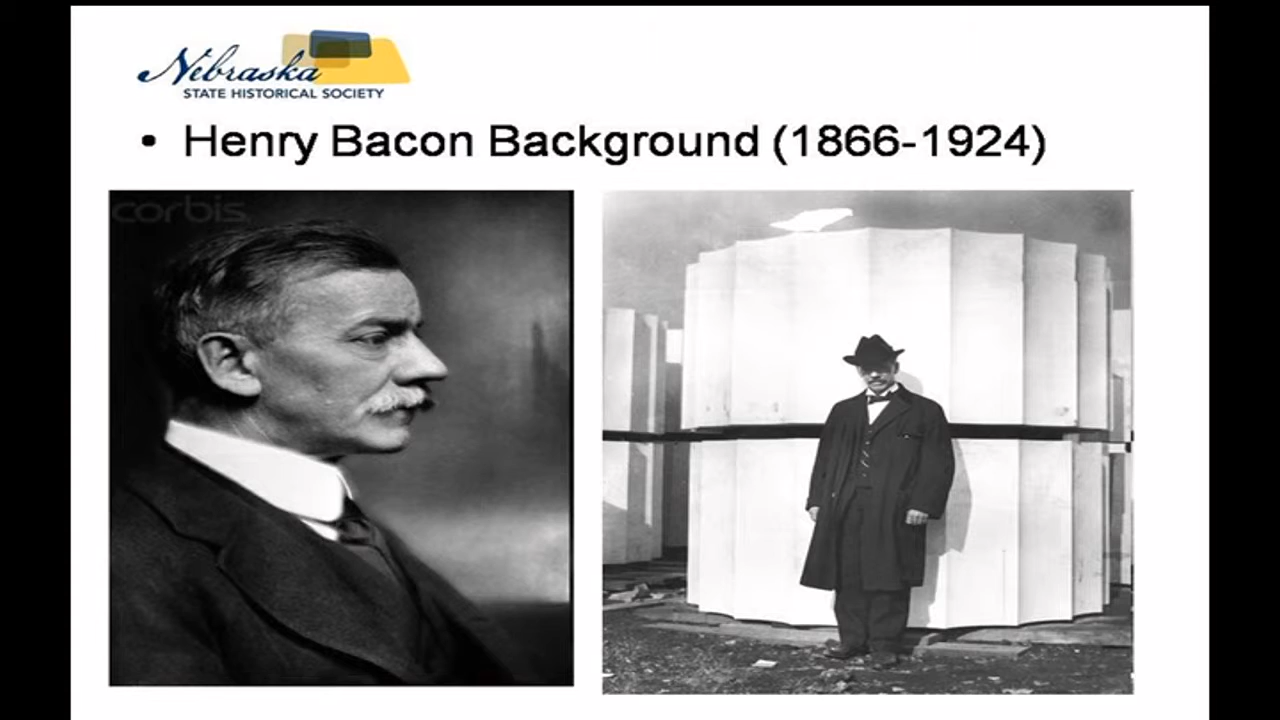 Nebraska
STATE HISTORICAL SOCIETY
• Henry Bacon Background (1866-1924)
corbis